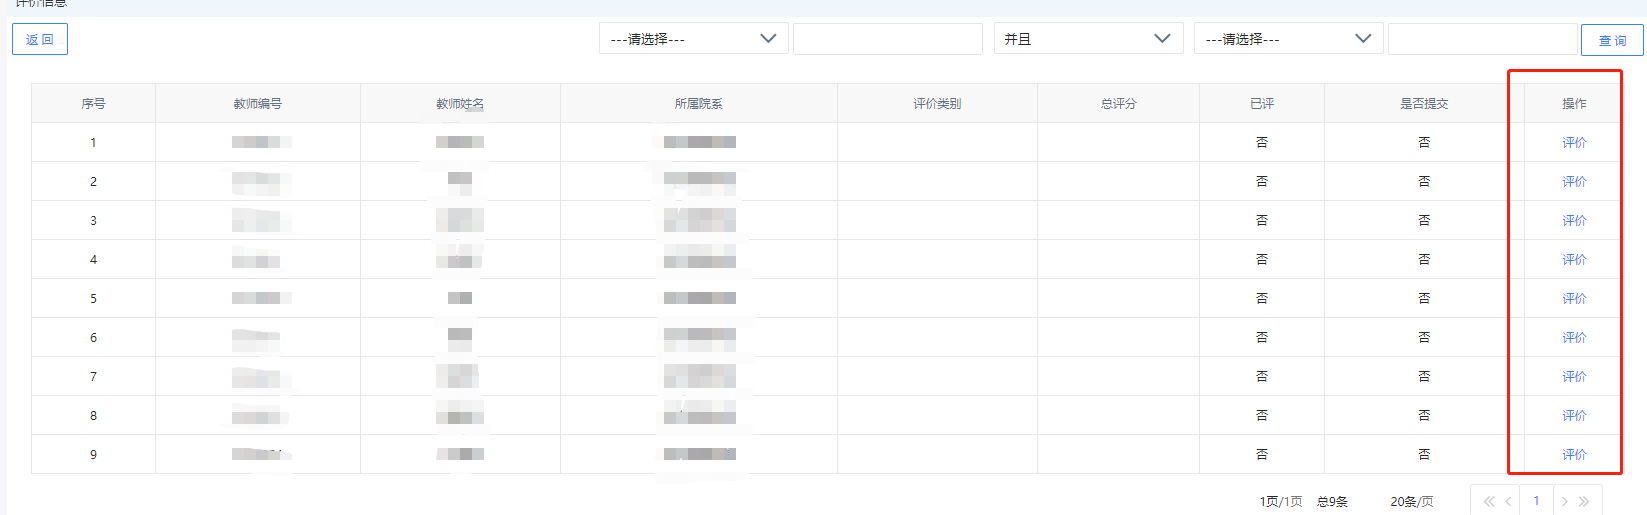 评价信息
返 回 ---请选择--- 并且 ---请选择--- 查 询
序号 教师编号 教师姓名 所属院系 评价类别 总评分 已评 是否提交 操作
1 否 否 评价
2 否 否 评价
3 否 否 评价
4 否 否 评价
5 否 否 评价
6 否 否 评价
7 否 否 评价
8 否 否 评价
9 否 否 评价
1页/1页 总9条 20条/页 1